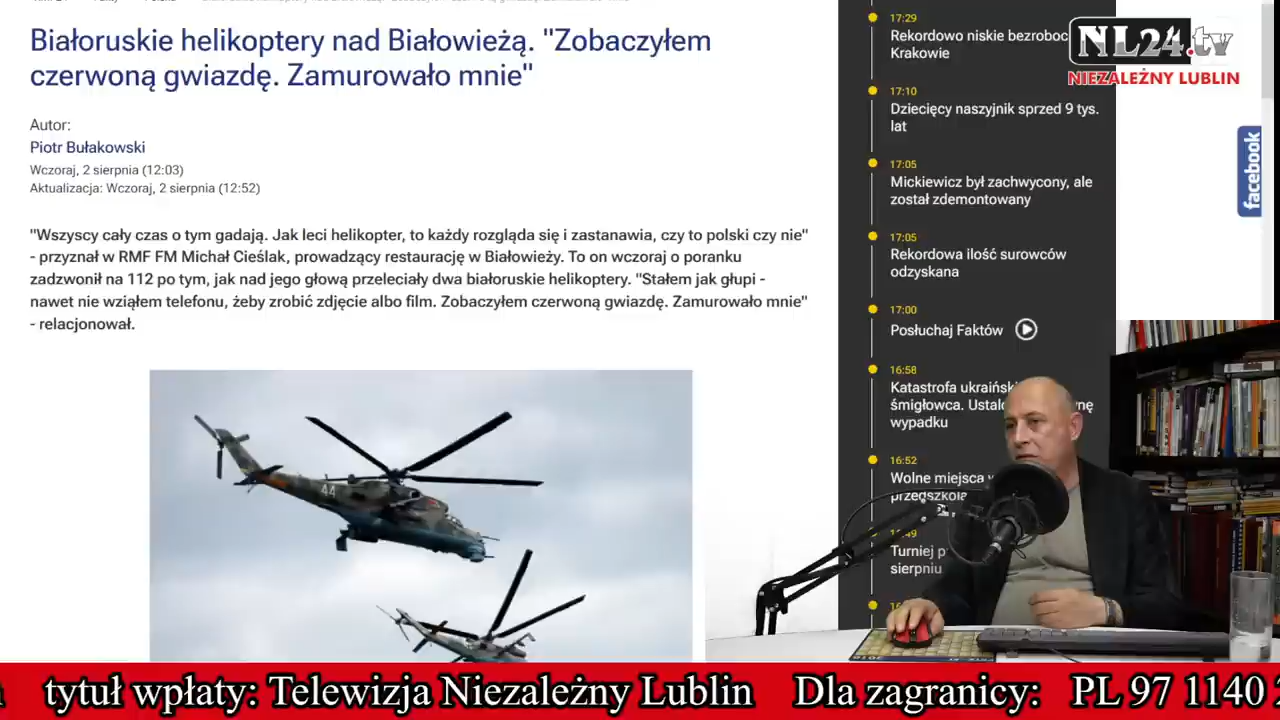 Białoruskie helikoptery nad Białowieżą. "Zobaczyłem
czerwoną gwiazdę. Zamurowało mnie"
Autor:
Piotr Bułakowski
Wczoraj, 2 sierpnia (12:03)
Aktualizacja: Wczoraj, 2 sierpnia (12:52)
"Wszyscy cały czas o tym gadają. Jak leci helikopter, to każdy rozgląda się i zastanawia, czy to polski czy nie"
- przyznał w RMF FM Michał Cieślak, prowadzący restaurację w Białowieży. To on wczoraj o poranku
zadzwonił na 112 po tym, jak nad jego głową przeleciały dwa białoruskie helikoptery. "Stałem jak głupi -
nawet nie wziąłem telefonu, żeby zrobić zdjęcie albo film. Zobaczyłem czerwoną gwiazdę. Zamurowało mnie"
- relacjonował.
44
17:29
Rekordowo niskie bezroboc
Krakowie
17:10
Dziecięcy naszyjnik sprzed 9 tys.
lat
17:05
Mickiewicz był zachwycony, ale
został zdemontowany
17:05
Rekordowa ilość surowców
odzyskana
17:00
Posłuchaj Faktów
16:58
Katastrofa ukraiński
śmigłowca. Ustalo
wypadku
16:52
Wolne miejsca w
Turniej p
sierpniu
NL24.tv
NIEZALEŻNY LUBLIN
facebook
tytuł wpłaty: Telewizja Niezależny Lublin Dla zagranicy: PL 97 1140